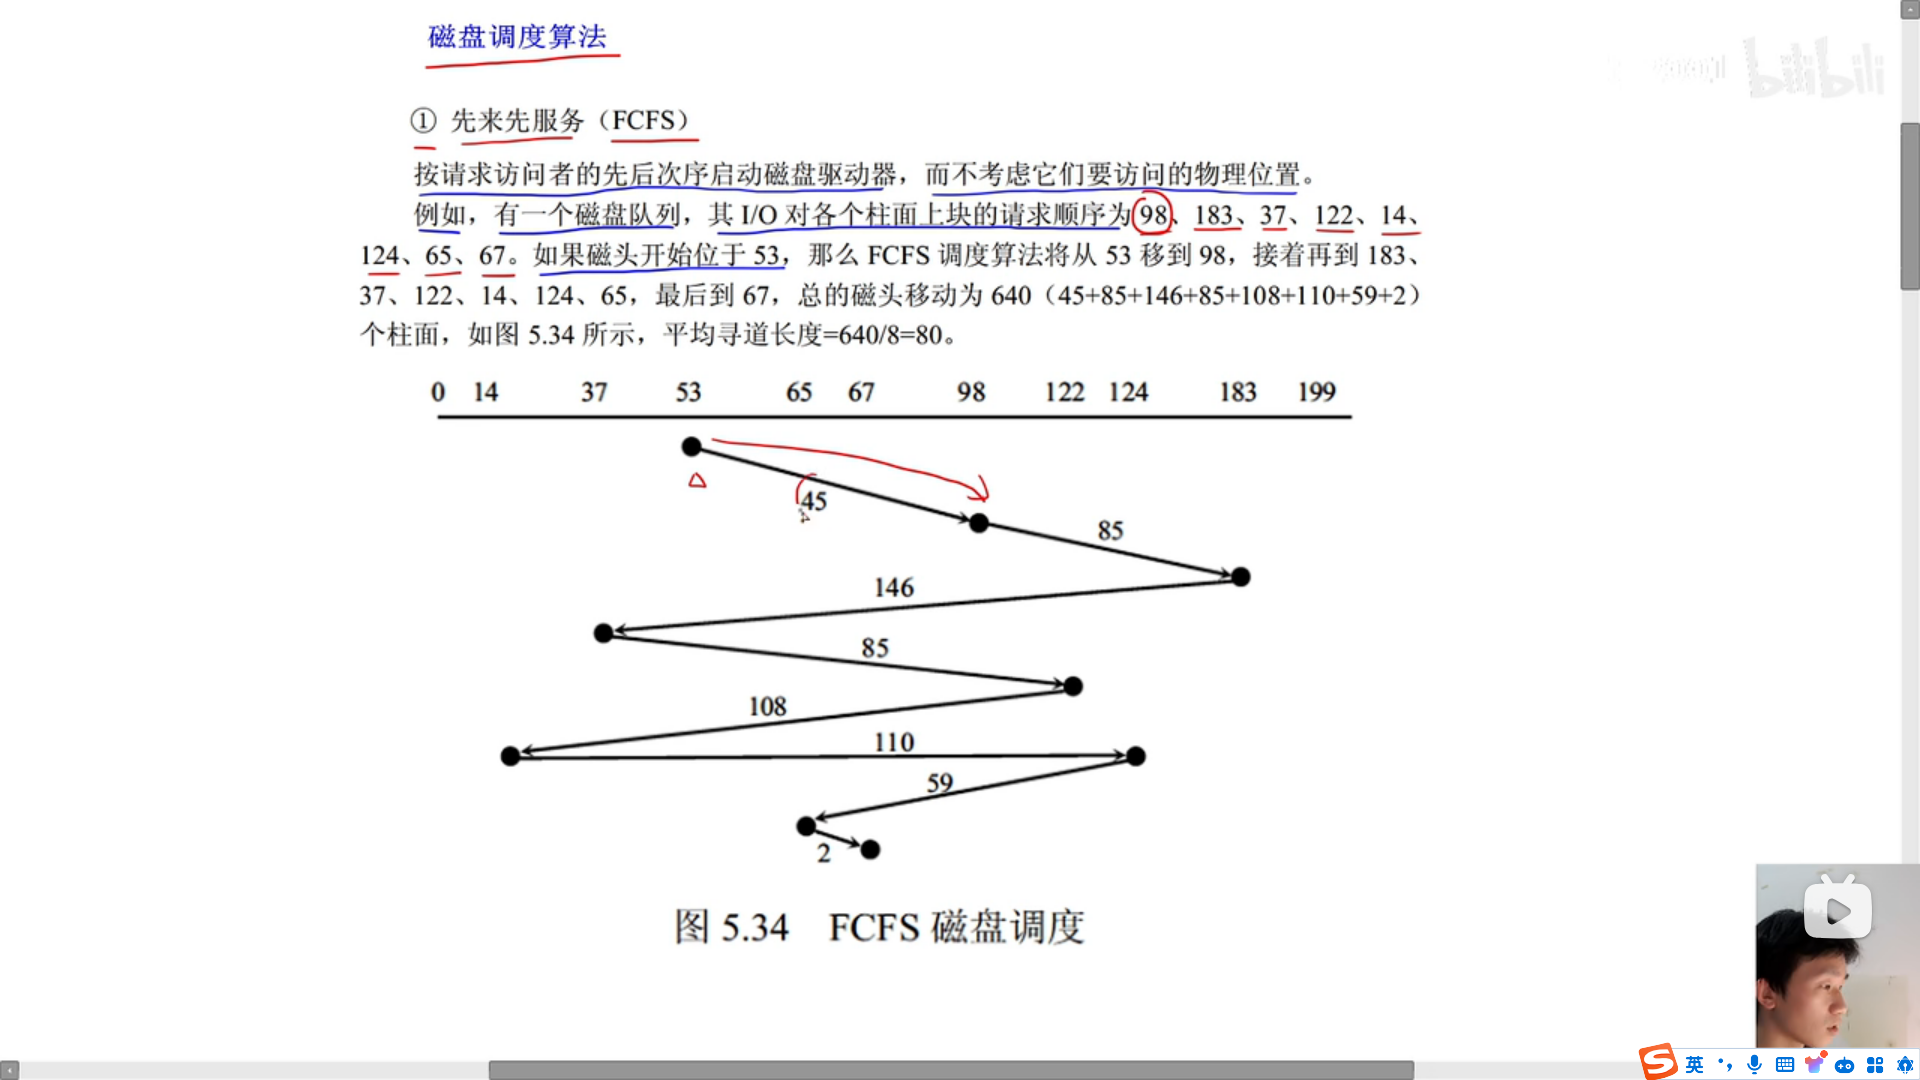 磁盘调度算法
bilibili
① 先来先服务（FCFS）
按请求访问者的先后次序启动磁盘驱动器，而不考虑它们要访问的物理位置。
例如，有一个磁盘队列，其 I/O 对各个柱面上块的请求顺序为 98、183、37、122、14、
124、65、67。如果磁头开始位于 53，那么 FCFS 调度算法将从 53 移到 98，接着再到 183、
37、122、14、124、65，最后到 67，总的磁头移动为 640（45+85+146+85+108+110+59+2）
个柱面，如图 5.34 所示，平均寻道长度=640/8=80。
0 14 37 53 65 67 98 122 124 183 199
45
85
146
85
108
110
59
2
图 5.34 FCFS 磁盘调度
英